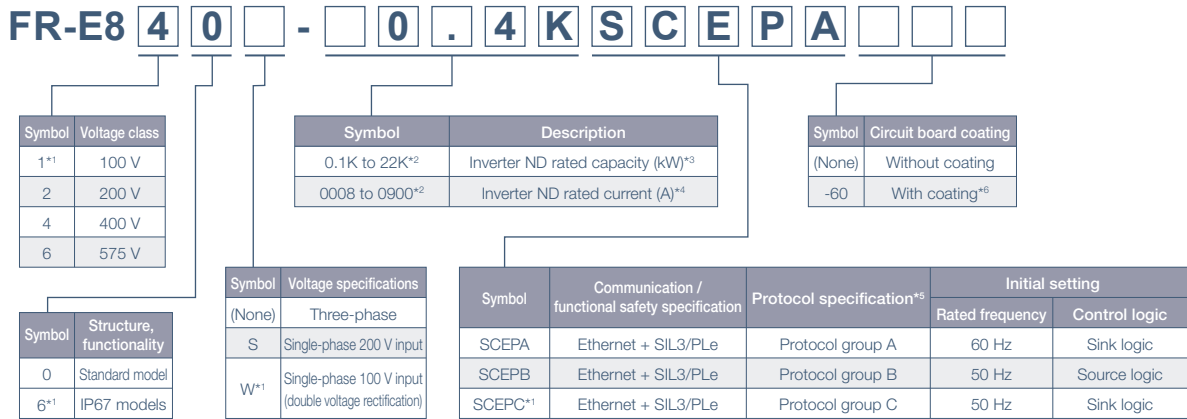 FR-E8 4 0 - 0 . 4 K S C E P A
Symbol Voltage class
1*1 100 V
2 200 V
4 400 V
6 575 V
Symbol Description
0.1K to 22K*2 Inverter ND rated capacity (kW)*3
0008 to 0900*2 Inverter ND rated current (A)*4
Symbol Circuit board coating
(None) Without coating
-60 With coating*6
Symbol Structure, functionality
0 Standard model
6*1 IP67 models
Symbol Voltage specifications
(None) Three-phase
S Single-phase 200 V input
W*1 Single-phase 100 V input
(double voltage rectification)
Symbol Communication / functional safety specification Protocol specification*5 Initial setting
Rated frequency Control logic
SCEPA Ethernet + SIL3/PLe Protocol group A 60 Hz Sink logic
SCEPB Ethernet + SIL3/PLe Protocol group B 50 Hz Source logic
SCEPC*1 Ethernet + SIL3/PLe Protocol group C 50 Hz Sink logic